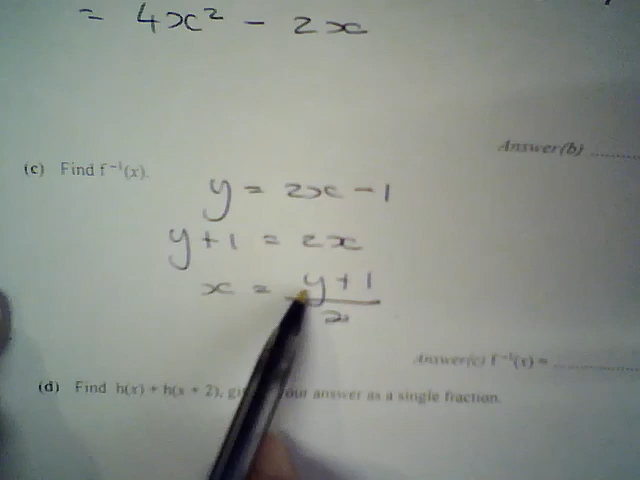 = 4x² - 2x
Answer(b) ..........
(c) Find f⁻¹(x).
y = 2x - 1
y + 1 = 2x
x = y + 1
2
Answer(c) f⁻¹(x) = ..........
(d) Find h(x) + h(x + 2), your answer as a single fraction.